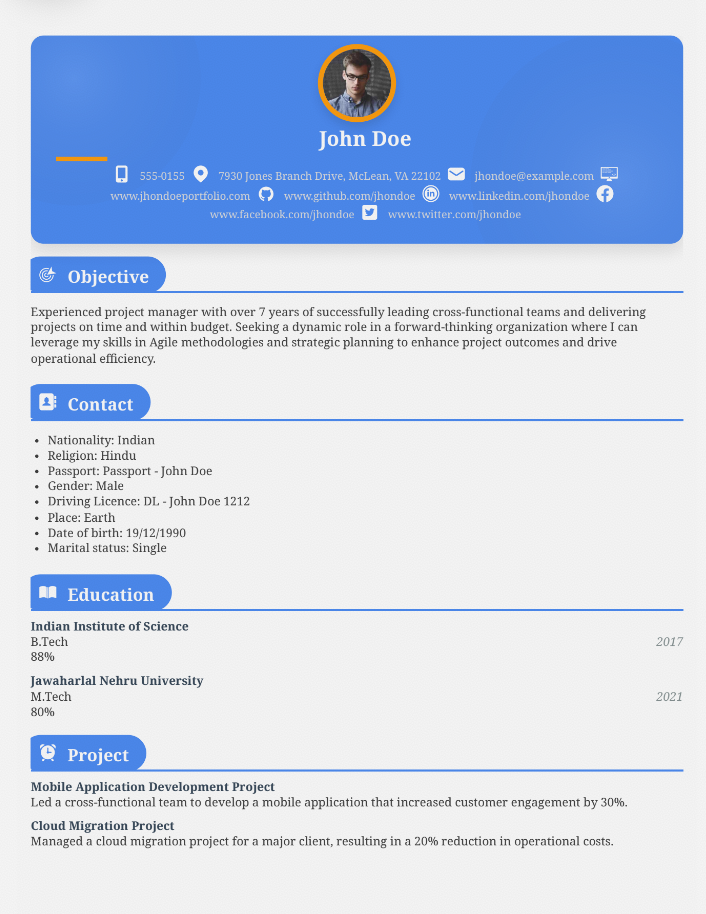 John Doe
555-0155 7930 Jones Branch Drive, McLean, VA 22102 jhondoe@example.com
www.jhondoeportfolio.com www.github.com/jhondoe www.linkedin.com/jhondoe
www.facebook.com/jhondoe www.twitter.com/jhondoe
Objective
Experienced project manager with over 7 years of successfully leading cross-functional teams and delivering
projects on time and within budget. Seeking a dynamic role in a forward-thinking organization where I can
leverage my skills in Agile methodologies and strategic planning to enhance project outcomes and drive
operational efficiency.
Contact
• Nationality: Indian
• Religion: Hindu
• Passport: Passport - John Doe
• Gender: Male
• Driving Licence: DL - John Doe 1212
• Place: Earth
• Date of birth: 19/12/1990
• Marital status: Single
Education
Indian Institute of Science
B.Tech 2017
88%
Jawaharlal Nehru University
M.Tech 2021
80%
Project
Mobile Application Development Project
Led a cross-functional team to develop a mobile application that increased customer engagement by 30%.
Cloud Migration Project
Managed a cloud migration project for a major client, resulting in a 20% reduction in operational costs.